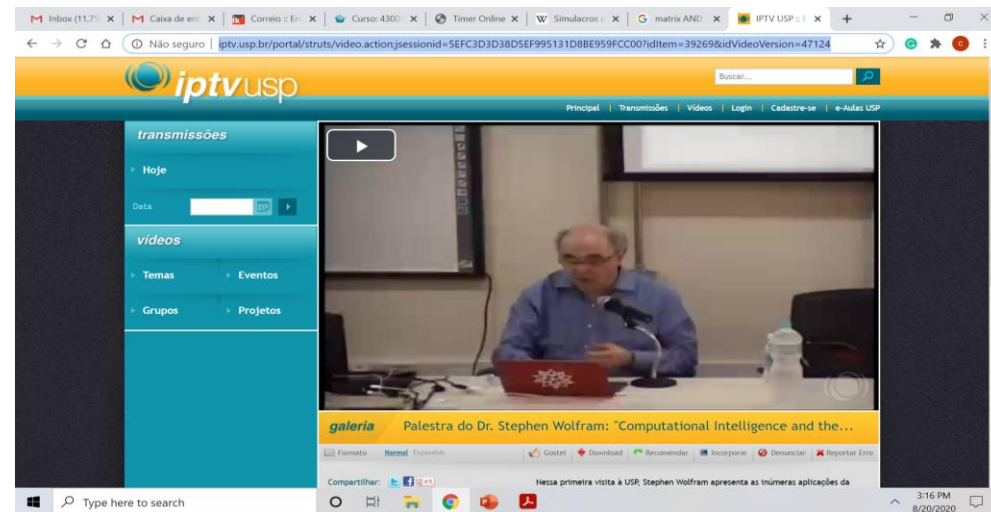 Inbox (11,75
Caixa de en
Correio :: En
Curso: 4300
Timer Online
Simulacros e
matrix AND
IPTV USP :: P
Não seguro
iptv.usp.br/portal/struts/video.action;jsessionid=5EFC3D3D38D5EF995131D8BE959FCC00?idItem=39269&idVideoVersion=47124
iptvusp
Buscar...
Principal | Transmissões | Vídeos | Login | Cadastre-se | e-Aulas USP
transmissões
Hoje
Data
vídeos
Temas
Eventos
Grupos
Projetos
galeria
Palestra do Dr. Stephen Wolfram: "Computational Intelligence and the...
Formato Normal Expandido
Gostei Download Recomendar Incorporar Denunciar Reportar Erro
Compartilhar:
Nessa primeira visita à USP, Stephen Wolfram apresenta as inúmeras aplicações da
Type here to search
3:16 PM
8/20/2020